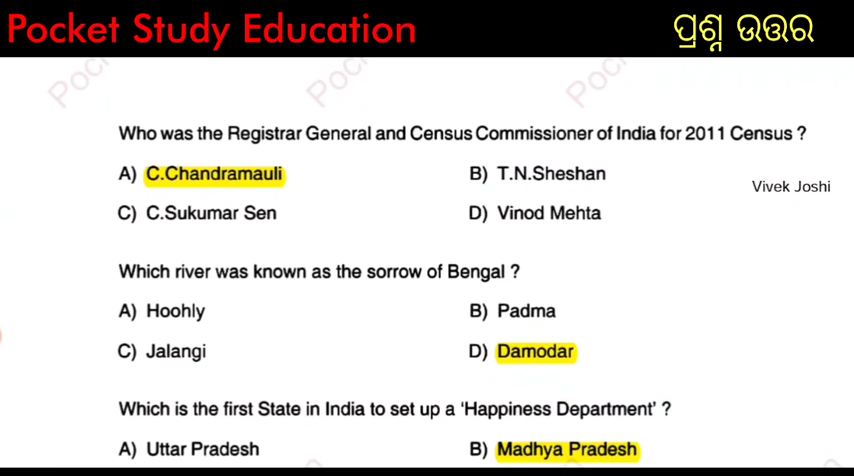 Pocket Study Education ପ୍ରଶ୍ନ ଉତ୍ତର
Who was the Registrar General and Census Commissioner of India for 2011 Census ?
A) C.Chandramauli B) T.N.Sheshan
Vivek Joshi
C) C.Sukumar Sen D) Vinod Mehta
Which river was known as the sorrow of Bengal ?
A) Hoohly B) Padma
C) Jalangi D) Damodar
Which is the first State in India to set up a 'Happiness Department' ?
A) Uttar Pradesh B) Madhya Pradesh